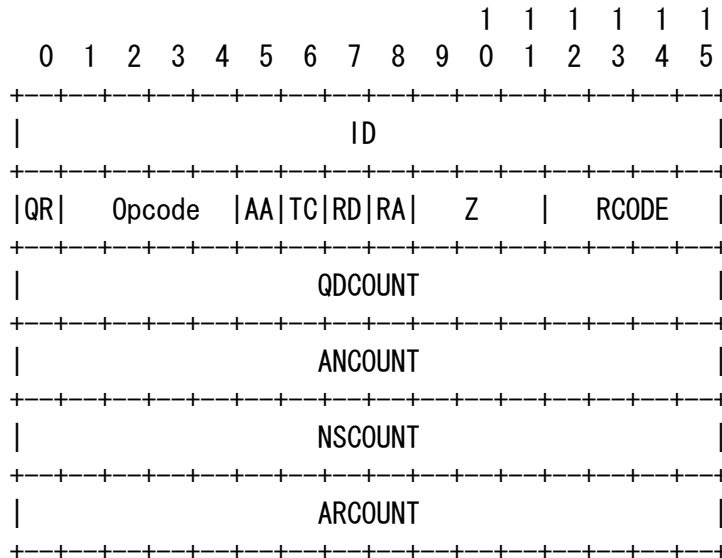 1  1  1  1  1  1
  0  1  2  3  4  5  6  7  8  9  0  1  2  3  4  5
+--+--+--+--+--+--+--+--+--+--+--+--+--+--+--+--+
|                      ID                       |
+--+--+--+--+--+--+--+--+--+--+--+--+--+--+--+--+
|QR|   Opcode  |AA|TC|RD|RA|   Z    |   RCODE   |
+--+--+--+--+--+--+--+--+--+--+--+--+--+--+--+--+
|                    QDCOUNT                    |
+--+--+--+--+--+--+--+--+--+--+--+--+--+--+--+--+
|                    ANCOUNT                    |
+--+--+--+--+--+--+--+--+--+--+--+--+--+--+--+--+
|                    NSCOUNT                    |
+--+--+--+--+--+--+--+--+--+--+--+--+--+--+--+--+
|                    ARCOUNT                    |
+--+--+--+--+--+--+--+--+--+--+--+--+--+--+--+--+